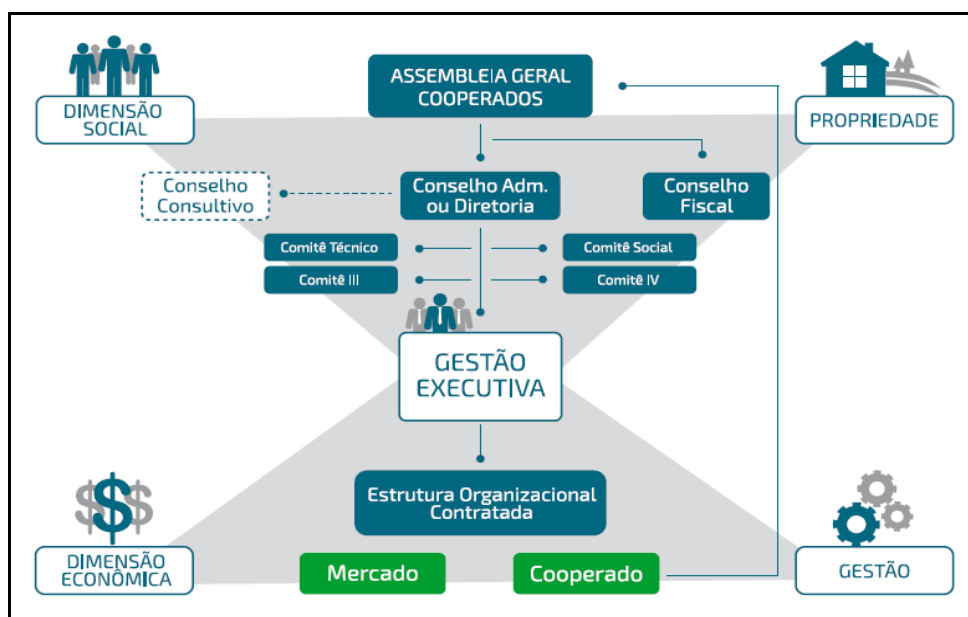 ASSEMBLEIA GERAL
COOPERADOS
DIMENSÃO
SOCIAL
PROPRIEDADE
Conselho
Consultivo
Conselho Adm.
ou Diretoria
Conselho
Fiscal
Comitê Técnico
Comitê Social
Comitê III
Comitê IV
GESTÃO
EXECUTIVA
Estrutura Organizacional
Contratada
DIMENSÃO
ECONÔMICA
Mercado
Cooperado
GESTÃO